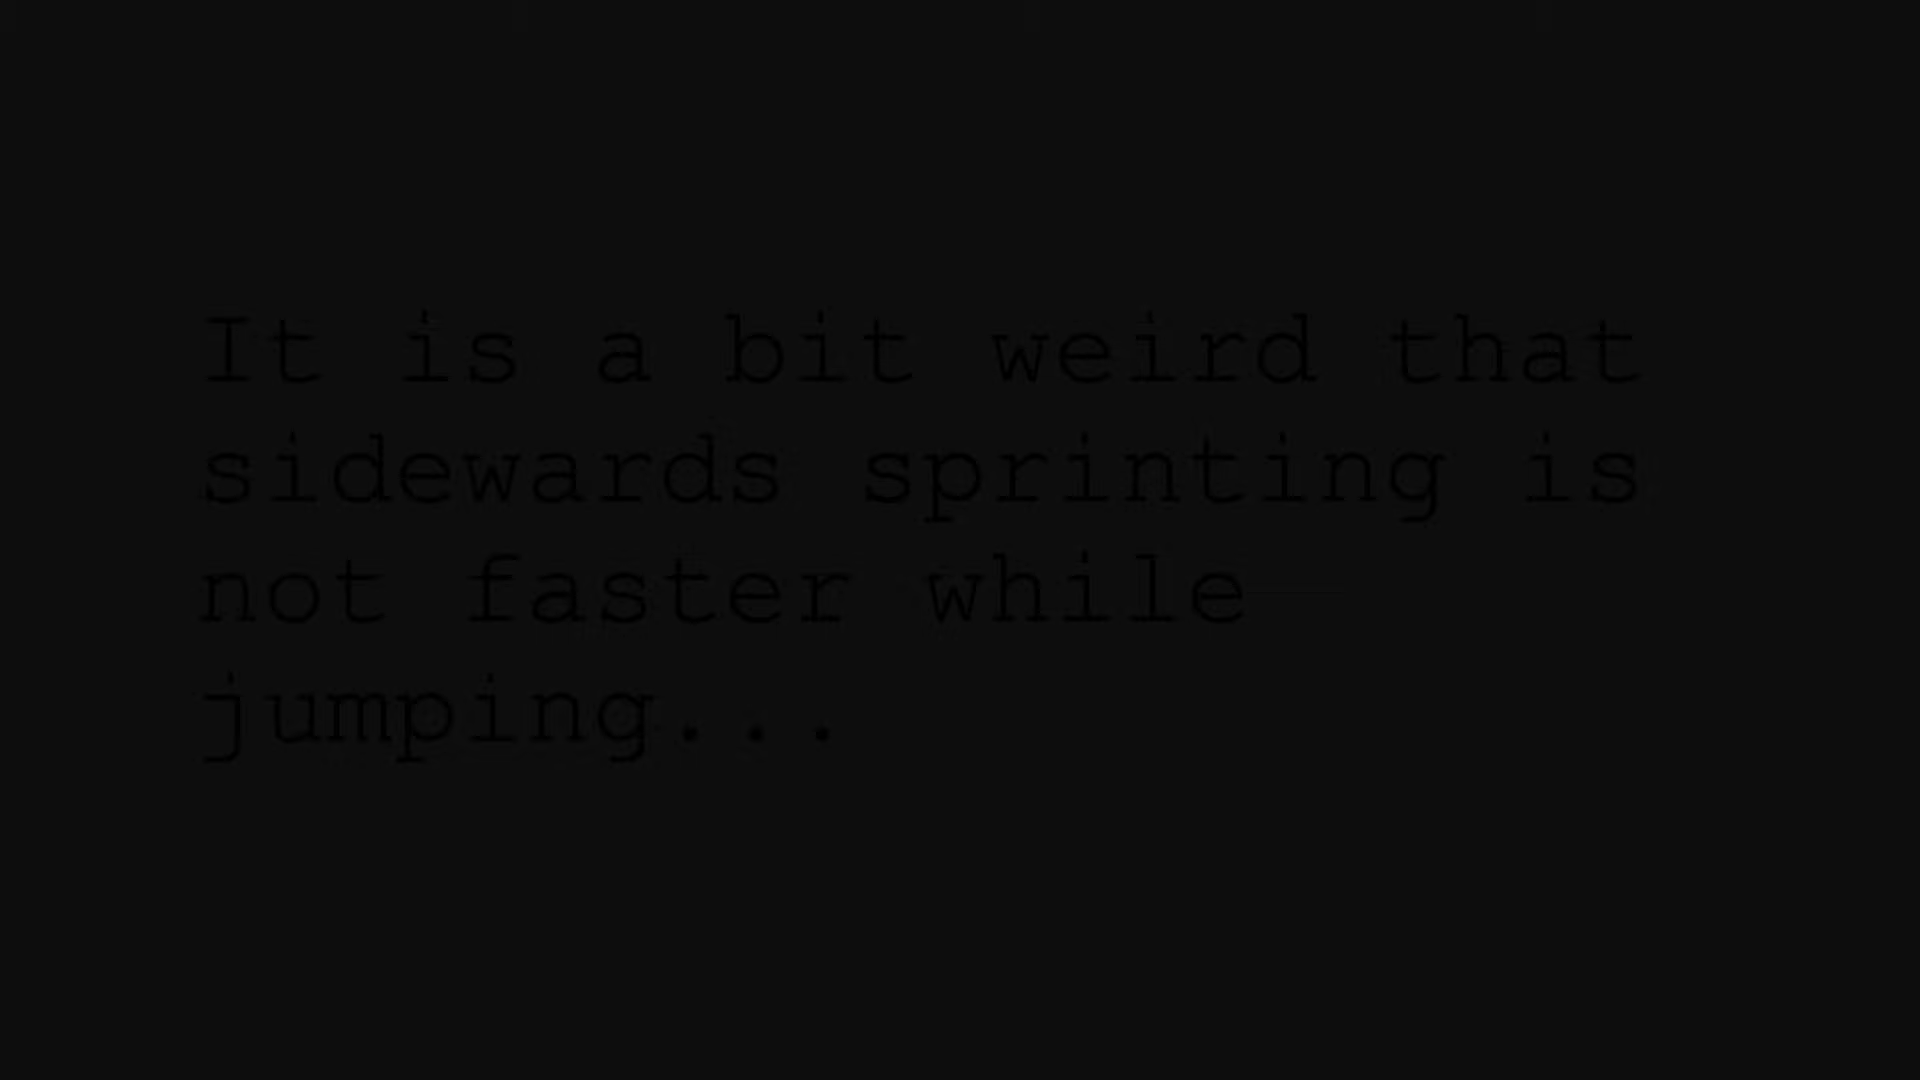 It is a bit weird that
sidewards sprinting is
not faster while
jumping...